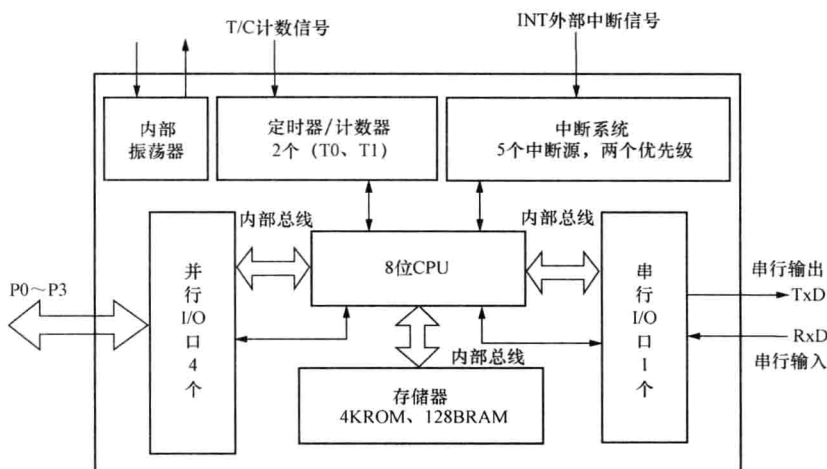 T/C计数信号
INT外部中断信号
内部
振荡器
定时器/计数器
2个（T0、T1）
中断系统
5个中断源，两个优先级
内部总线
内部总线
8位CPU
P0～P3
并
行
I/O
口
4
个
串
行
I/O
口
1
个
串行输出
TxD
RxD
串行输入
内部总线
存储器
4KROM、128BRAM